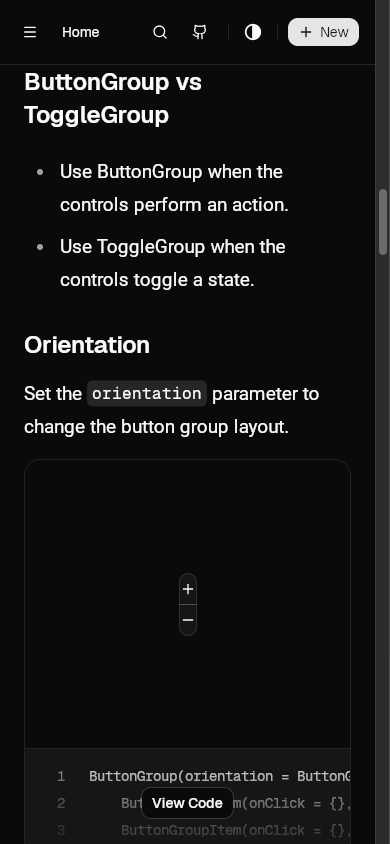 Home
New
ButtonGroup vs
ToggleGroup
Use ButtonGroup when the
controls perform an action.
Use ToggleGroup when the
controls toggle a state.
Orientation
Set the orientation parameter to
change the button group layout.
1 ButtonGroup(orientation = ButtonG
2 But m(onClick = {},
View Code
3 ButtonGroupItem(onClick = {},